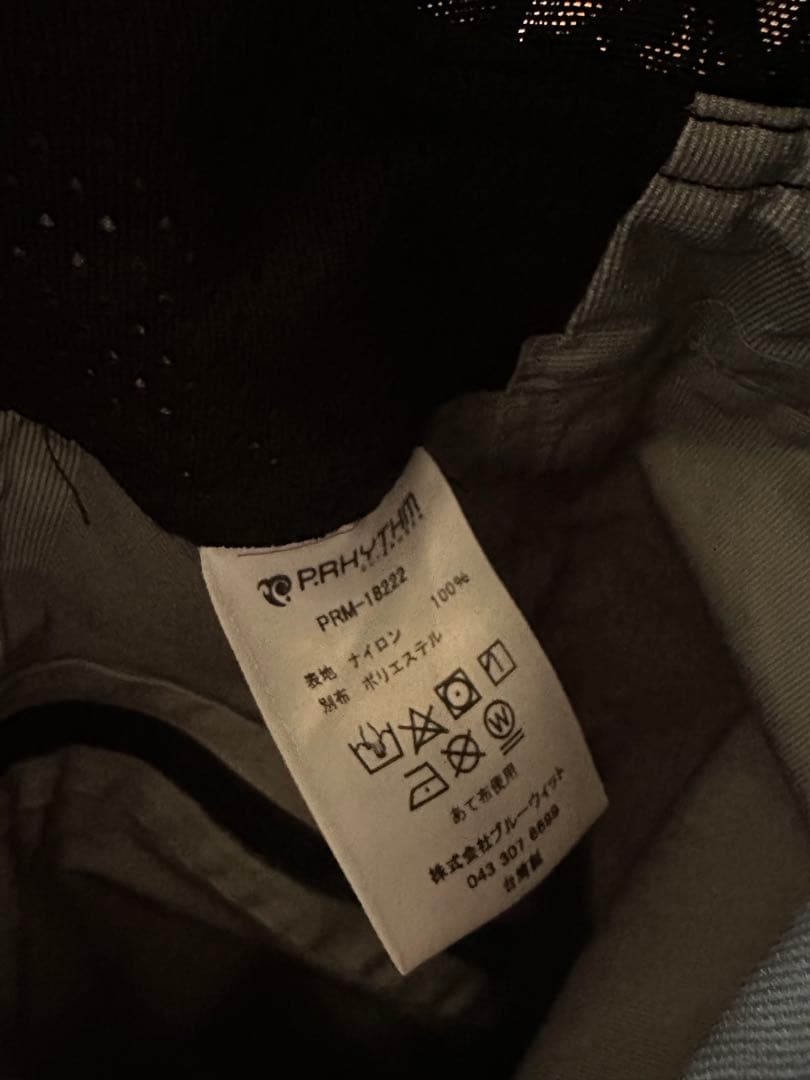 P.RHYTHM
PRM-18222
表地 ナイロン 100%
別布 ポリエステル
W
あて布使用
株式会社ブルーウィット
043 307 8699
台湾製